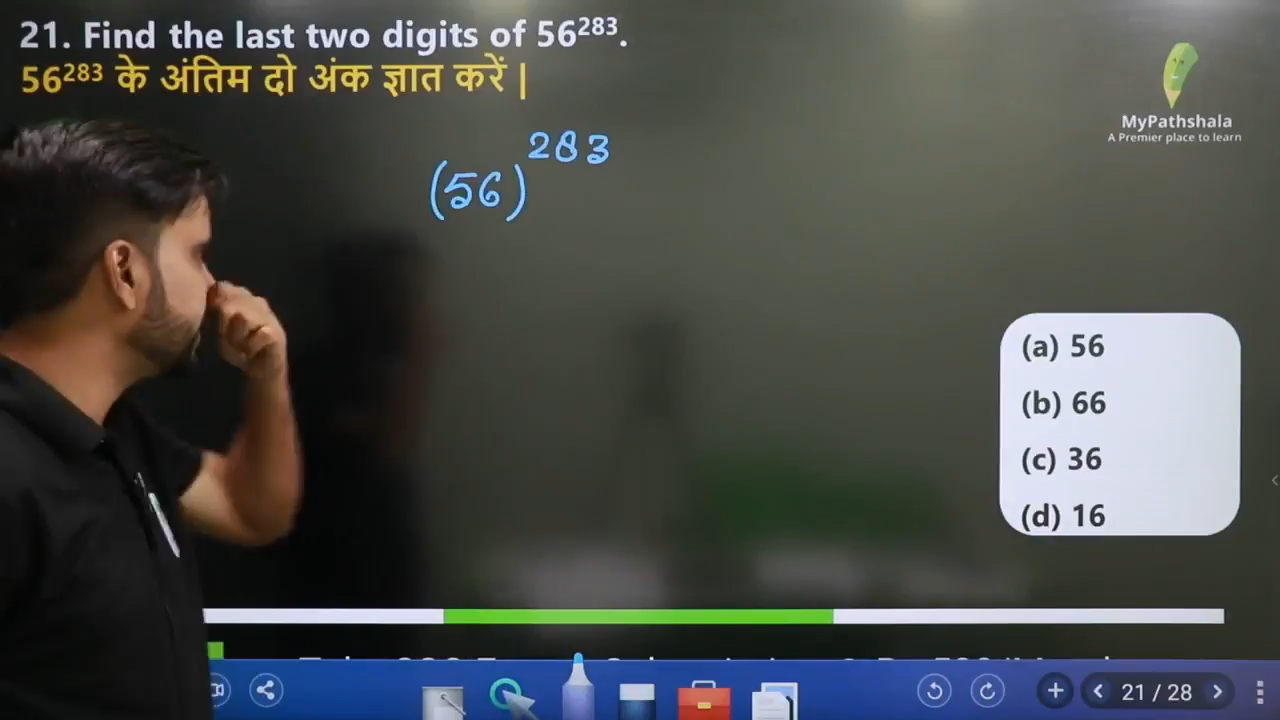 21. Find the last two digits of 56²⁸³.
56²⁸³ के अंतिम दो अंक ज्ञात करें |
MyPathshala
A Premier place to learn
(56)²⁸³
(a) 56
(b) 66
(c) 36
(d) 16
21 / 28